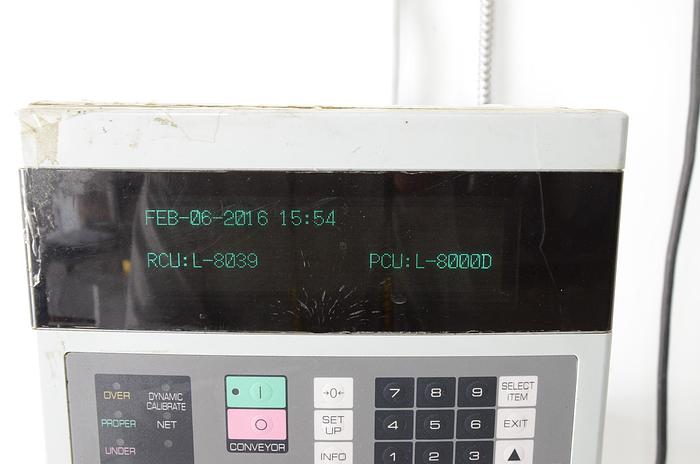 FEB-06-2016 15:54
RCU:L-8039 PCU:L-8000D
OVER
DYNAMIC CALIBRATE
PROPER
NET
UNDER
I
O
CONVEYOR
→0←
SET UP
INFO
7 8 9
4 5 6
1 2 3
SELECT ITEM
EXIT
▲